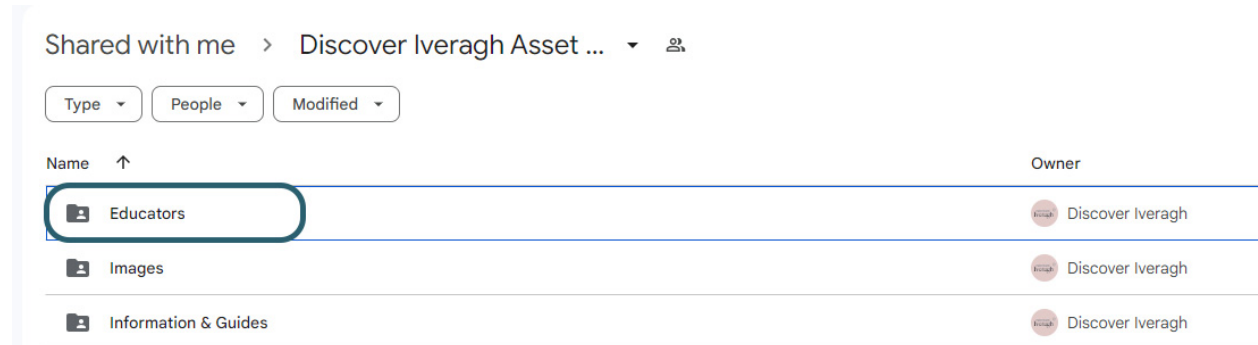 Shared with me > Discover Iveragh Asset ...
Type People Modified
Name Owner
Educators Discover Iveragh
Images Discover Iveragh
Information & Guides Discover Iveragh